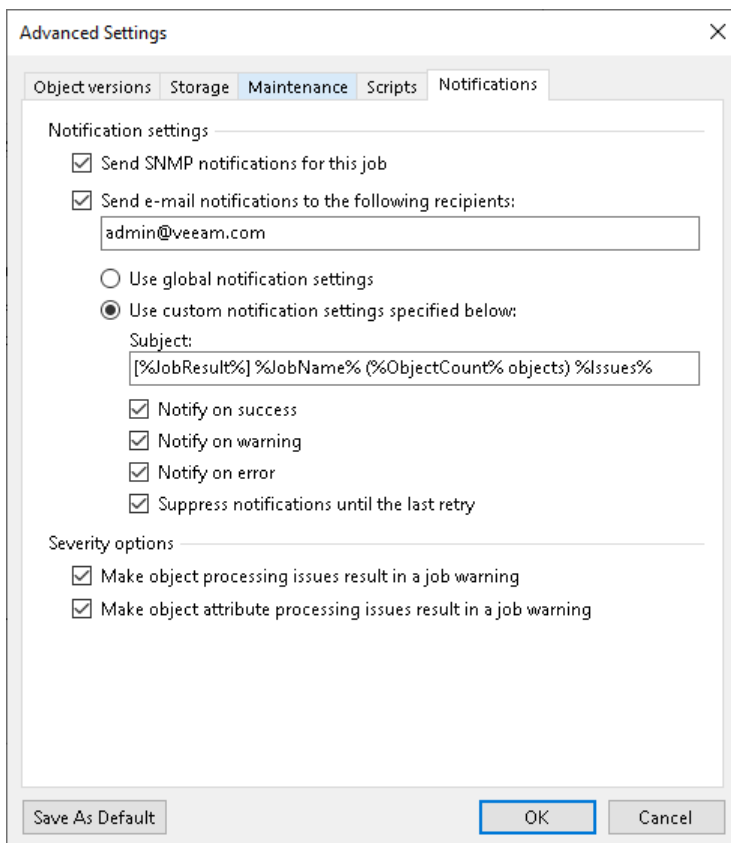 Advanced Settings
Object versions Storage Maintenance Scripts Notifications
Notification settings
Send SNMP notifications for this job
Send e-mail notifications to the following recipients:
admin@veeam.com
Use global notification settings
Use custom notification settings specified below:
Subject:
[%JobResult%] %JobName% (%ObjectCount% objects) %Issues%
Notify on success
Notify on warning
Notify on error
Suppress notifications until the last retry
Severity options
Make object processing issues result in a job warning
Make object attribute processing issues result in a job warning
Save As Default OK Cancel